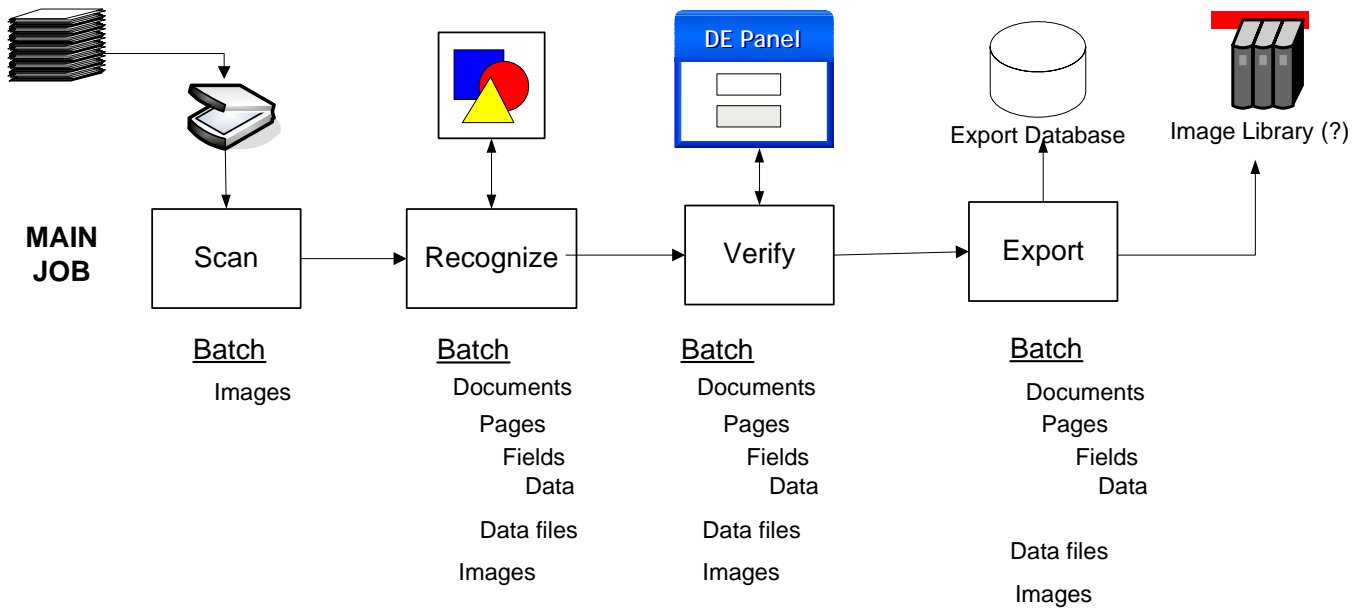 DE Panel
Export Database
Image Library (?)
MAIN
JOB
Scan
Recognize
Verify
Export
Batch
Images
Batch
Documents
Pages
Fields
Data
Data files
Images
Batch
Documents
Pages
Fields
Data
Data files
Images
Batch
Documents
Pages
Fields
Data
Data files
Images